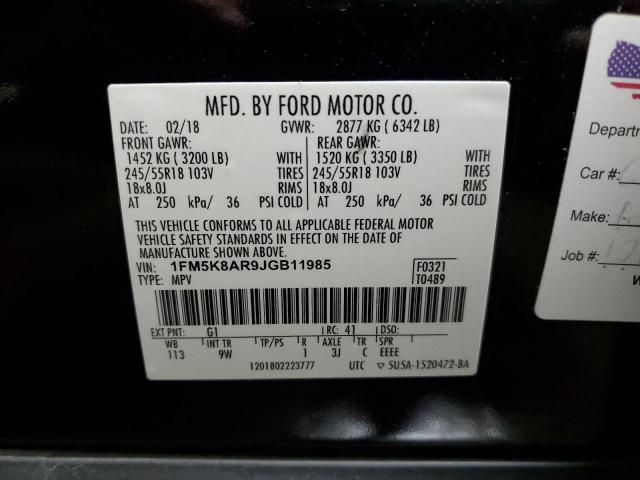 MFD. BY FORD MOTOR CO.
DATE: 02/18 GVWR: 2877 KG ( 6342 LB)
FRONT GAWR: REAR GAWR:
1452 KG ( 3200 LB) WITH 1520 KG ( 3350 LB) WITH
245/55R18 103V TIRES 245/55R18 103V TIRES
18x8.0J RIMS 18x8.0J RIMS
AT 250 kPa/ 36 PSI COLD AT 250 kPa/ 36 PSI COLD
THIS VEHICLE CONFORMS TO ALL APPLICABLE FEDERAL MOTOR
VEHICLE SAFETY STANDARDS IN EFFECT ON THE DATE OF
MANUFACTURE SHOWN ABOVE.
VIN: 1FM5K8AR9JGB11985 F0321
TYPE: MPV T0489
EXT PNT: G1 RC: 41 DSO:
WB INT TR TP/PS R AXLE TR SPR
113 9W 1 3J C EEEE
1201802223777 UTC ▽ 5U5A-1520472-8A
Department
Car #:
Make:
Job #: